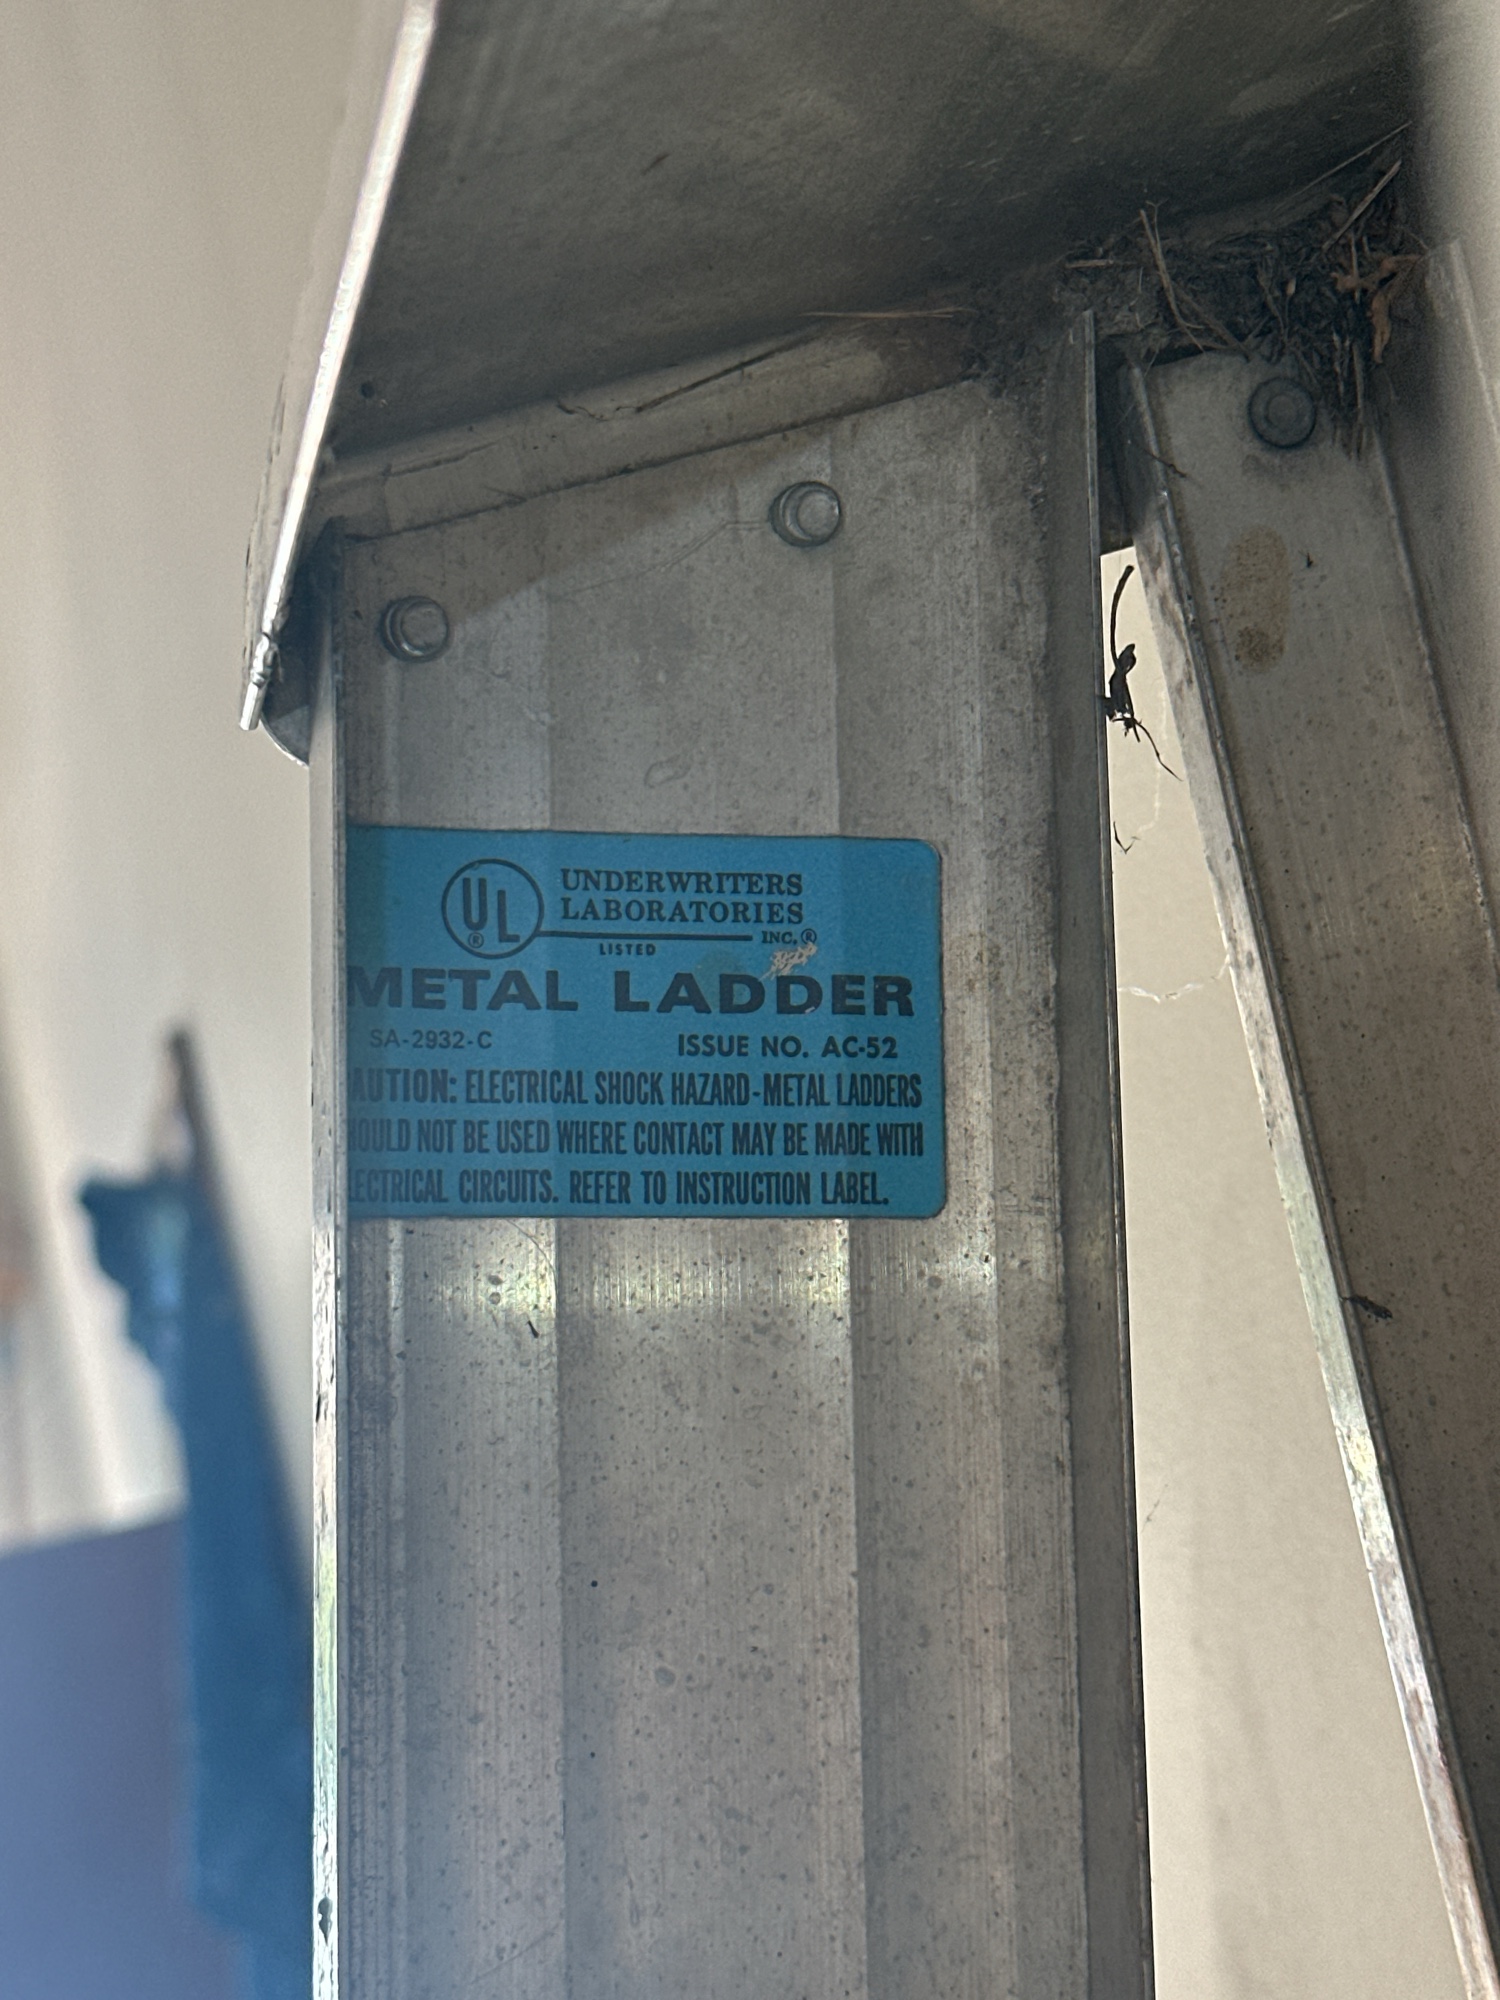 UL®
UNDERWRITERS
LABORATORIES
INC.®
LISTED
METAL LADDER
SA-2932-C ISSUE NO. AC-52
AUTION: ELECTRICAL SHOCK HAZARD-METAL LADDERS
HOULD NOT BE USED WHERE CONTACT MAY BE MADE WITH
LECTRICAL CIRCUITS. REFER TO INSTRUCTION LABEL.